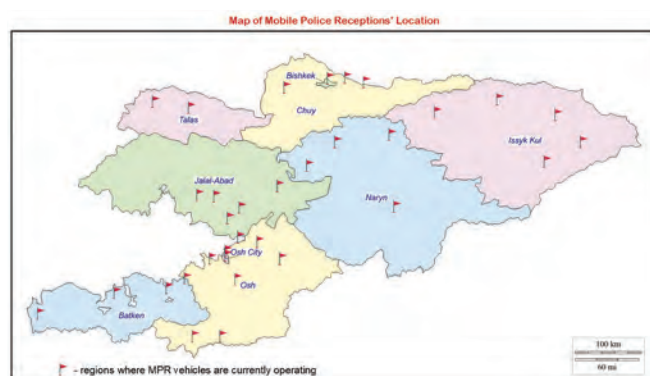 Map of Mobile Police Receptions' Location
Bishkek
Chuy
Talas
Issyk Kul
Jalal-Abad
Naryn
Osh City
Osh
Batken
- regions where MPR vehicles are currently operating
100 km
60 mi